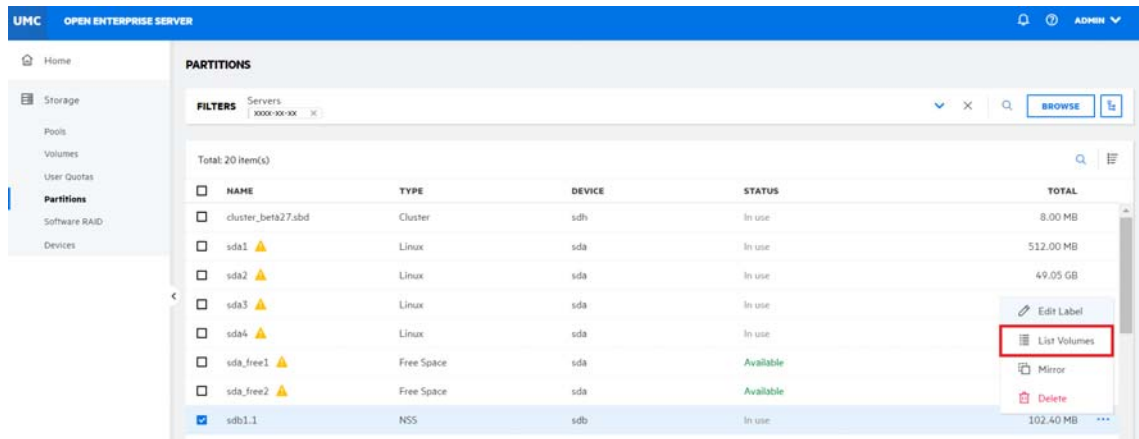 UMC OPEN ENTERPRISE SERVER ADMIN
Home
Storage
Pools
Volumes
User Quotas
Partitions
Software RAID
Devices
PARTITIONS
FILTERS Servers
xxxx-xx-xx
BROWSE
Total: 20 item(s)
NAME TYPE DEVICE STATUS TOTAL
cluster_beta27.sbd Cluster sdh In use 8.00 MB
sda1 Linux sda In use 512.00 MB
sda2 Linux sda In use 49.05 GB
sda3 Linux sda In use
sda4 Linux sda In use
sda_free1 Free Space sda Available
sda_free2 Free Space sda Available
sdb1.1 NSS sdb In use 102.40 MB
Edit Label
List Volumes
Mirror
Delete